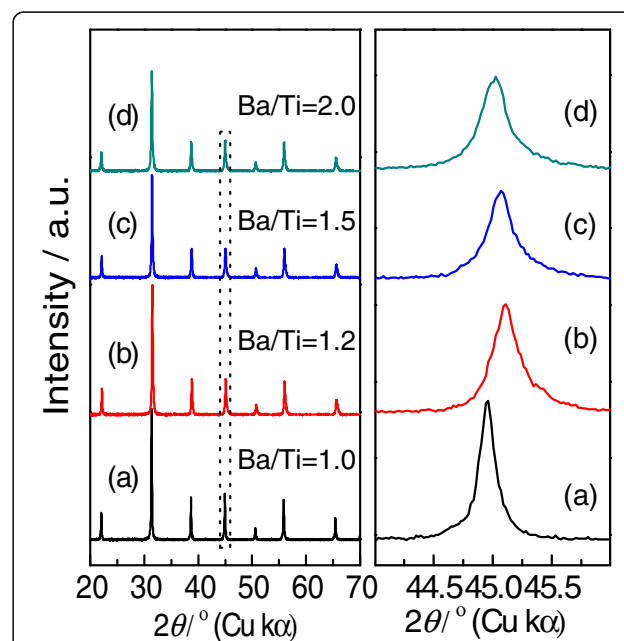 Intensity / a.u.
(d) Ba/Ti=2.0
(c) Ba/Ti=1.5
(b) Ba/Ti=1.2
(a) Ba/Ti=1.0
20 30 40 50 60 70
2θ/ ° (Cu kα)
(d)
(c)
(b)
(a)
44.5 45.0 45.5
2θ/ ° (Cu kα)